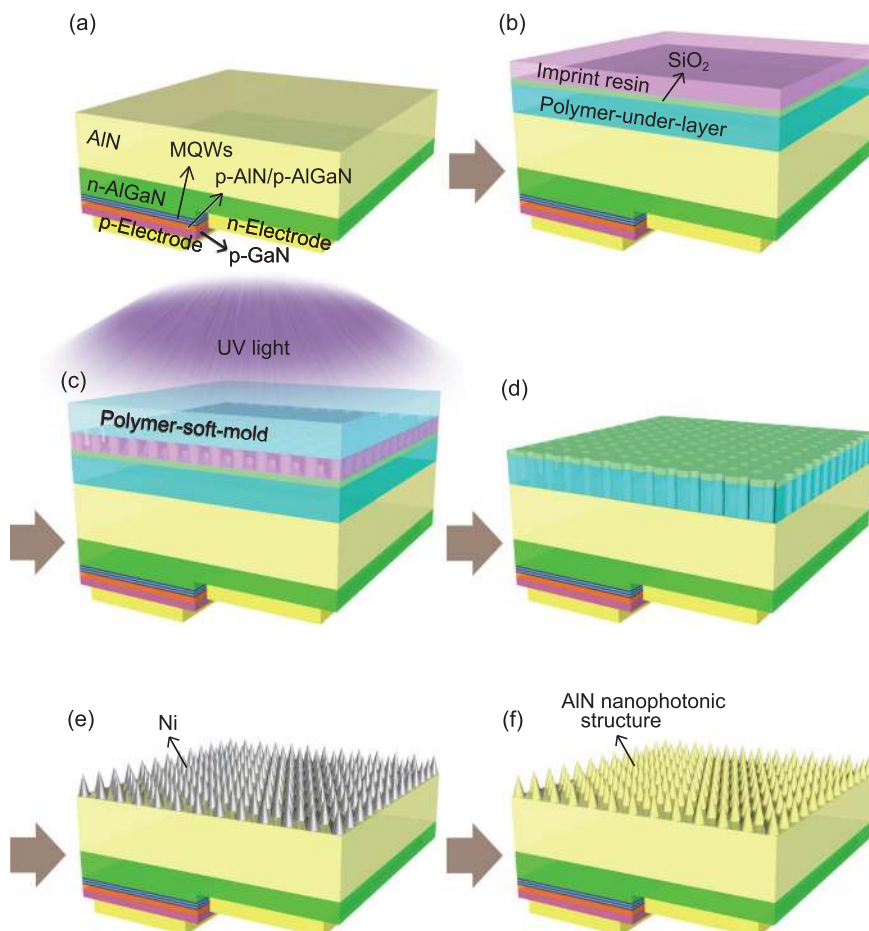 (a)
AlN
MQWs
p-AlN/p-AlGaN
n-AlGaN
p-Electrode
n-Electrode
p-GaN
(b)
SiO₂
Imprint resin
Polymer-under-layer
UV light
(c)
Polymer-soft-mold
(d)
(e)
Ni
(f)
AlN nanophotonic
structure